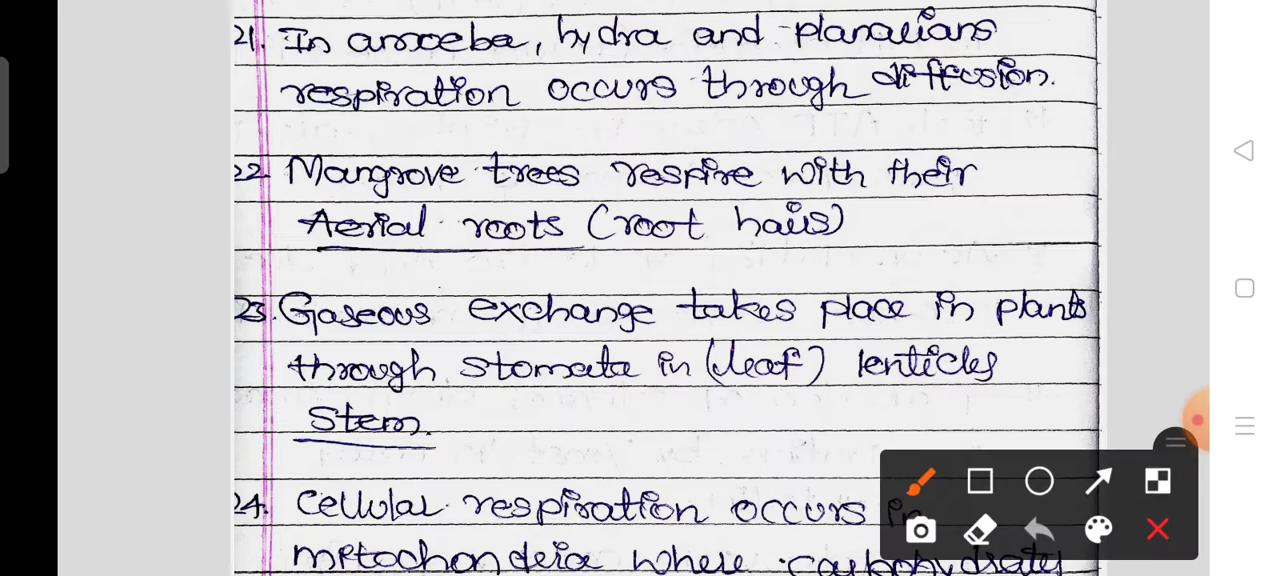 21. In amoeba, hydra and planarians
respiration occurs through diffusion.
22 Mangrove trees respire with their
Aerial roots (root hairs)
23. Gaseous exchange takes place in plants
through stomata in (leaf) lenticles
Stem.
24. Cellular respiration occurs in
mitochondria where carbohydrates